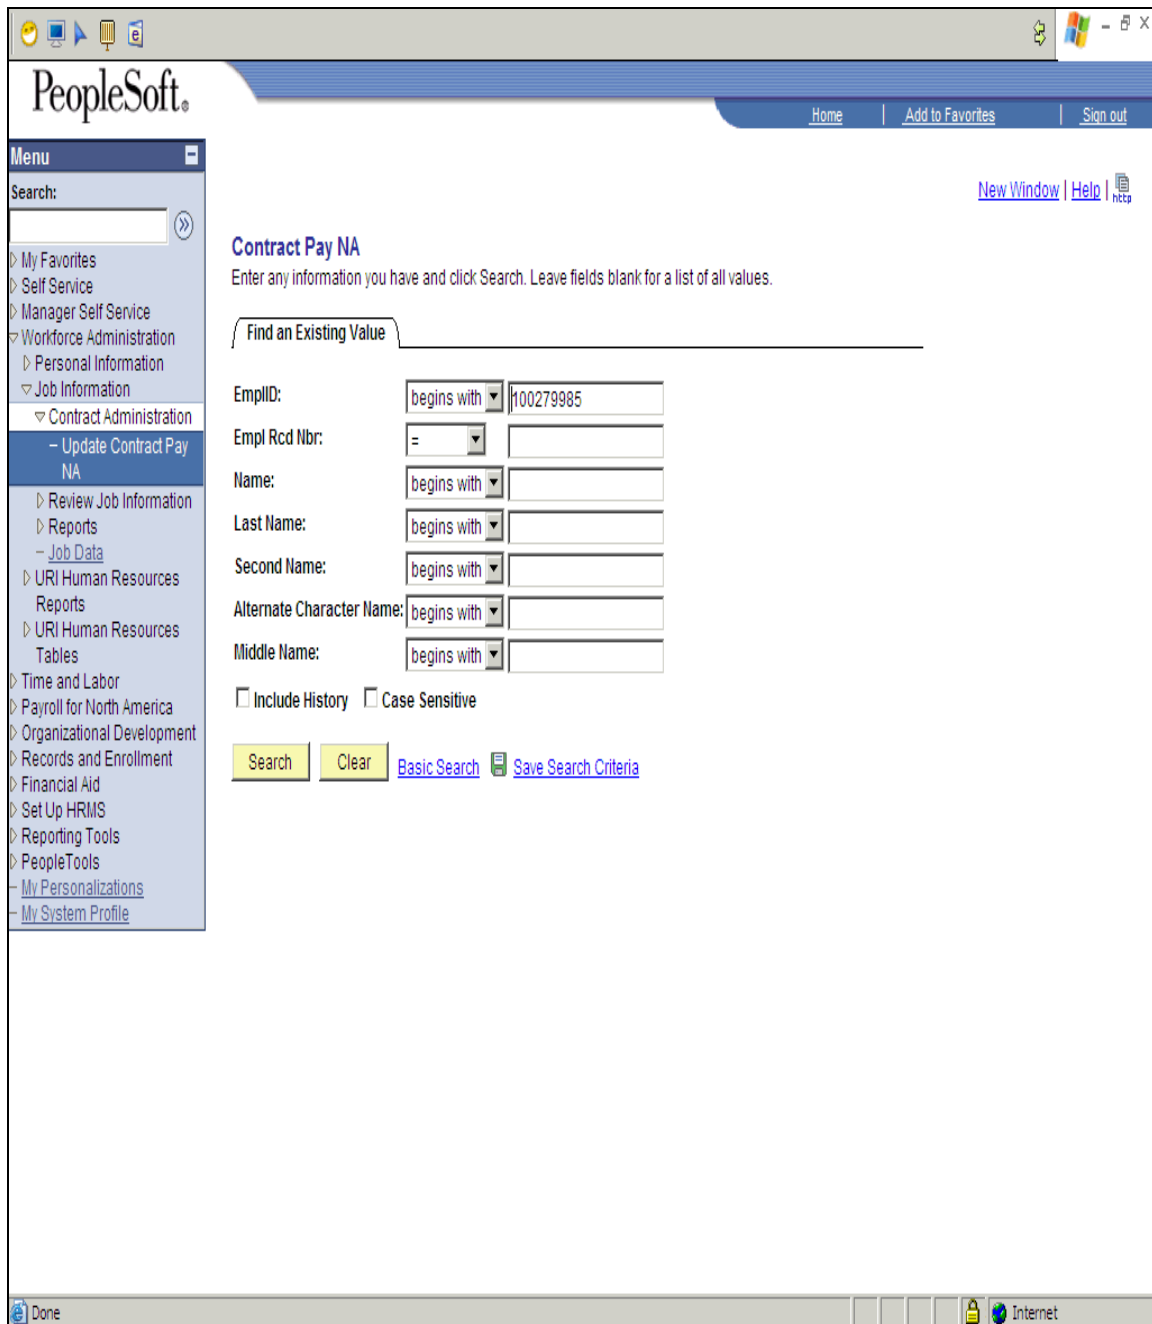 PeopleSoft®
Home | Add to Favorites | Sign out
Menu
Search:
New Window | Help | http
My Favorites
Self Service
Manager Self Service
Workforce Administration
Personal Information
Job Information
Contract Administration
– Update Contract Pay
NA
Review Job Information
Reports
– Job Data
URI Human Resources
Reports
URI Human Resources
Tables
Time and Labor
Payroll for North America
Organizational Development
Records and Enrollment
Financial Aid
Set Up HRMS
Reporting Tools
PeopleTools
– My Personalizations
– My System Profile
Contract Pay NA
Enter any information you have and click Search. Leave fields blank for a list of all values.
Find an Existing Value
EmplID: begins with 100279985
Empl Rcd Nbr: =
Name: begins with
Last Name: begins with
Second Name: begins with
Alternate Character Name: begins with
Middle Name: begins with
Include History Case Sensitive
Search Clear Basic Search Save Search Criteria
Done Internet